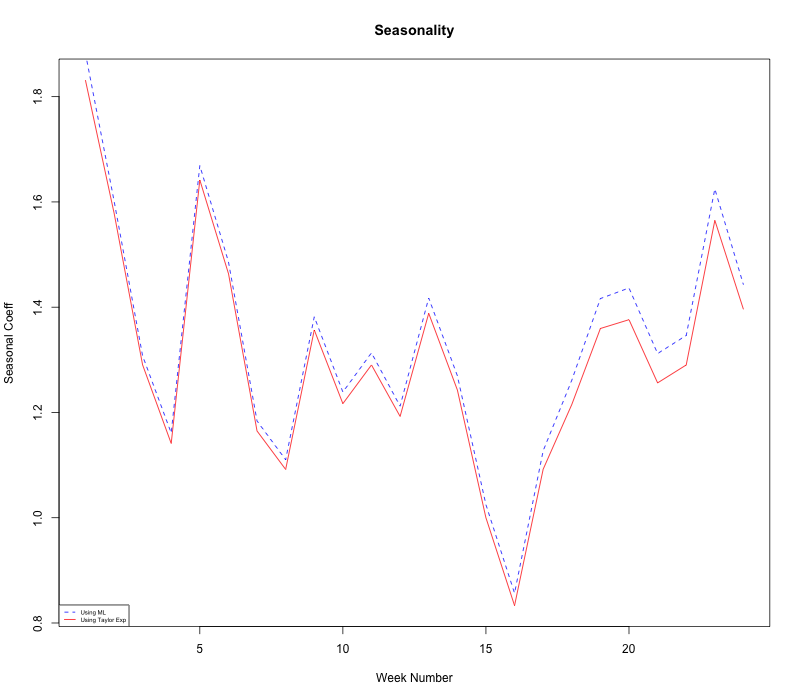 Seasonality
Seasonal Coeff
1.8
1.6
1.4
1.2
1.0
0.8
Using ML
Using Taylor Exp
5 10 15 20
Week Number